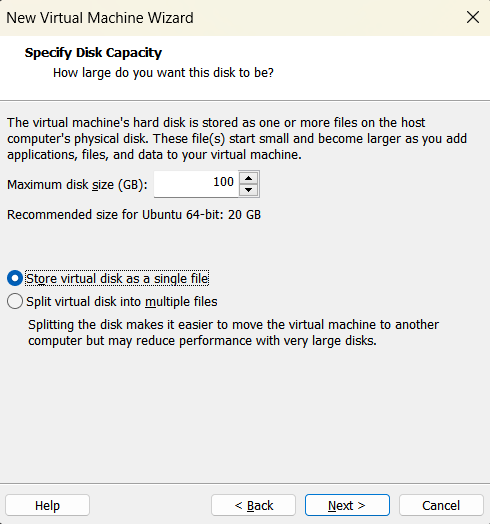 New Virtual Machine Wizard
Specify Disk Capacity
How large do you want this disk to be?
The virtual machine's hard disk is stored as one or more files on the host
computer's physical disk. These file(s) start small and become larger as you add
applications, files, and data to your virtual machine.
Maximum disk size (GB): 100
Recommended size for Ubuntu 64-bit: 20 GB
Store virtual disk as a single file
Split virtual disk into multiple files
Splitting the disk makes it easier to move the virtual machine to another
computer but may reduce performance with very large disks.
Help < Back Next > Cancel